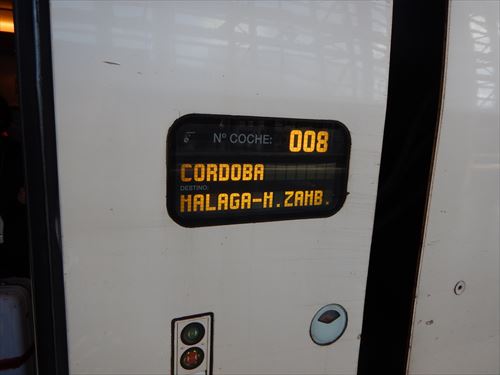 Nº COCHE: 008
CORDOBA
DESTINO:
MALAGA-M.ZAMB.